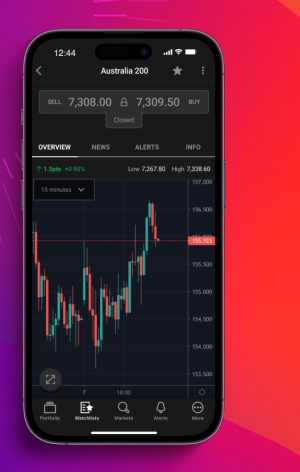 12:44
Australia 200
SELL 7,308.00 7,309.50 BUY
Closed
OVERVIEW NEWS ALERTS INFO
1.3pts +0.90% Low 7,267.80 High 7,338.60
15 minutes
157.000
156.500
155.925
155.500
155.000
154.500
154.000
153.500
7 18:00
Portfolio Watchlists Markets Alerts More